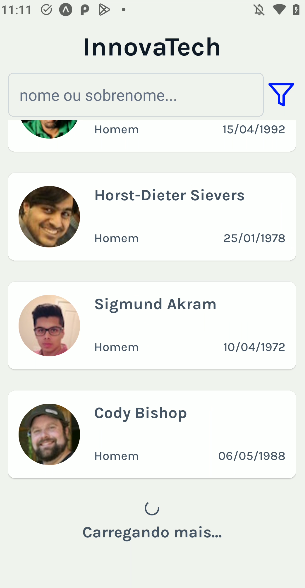 11:11
InnovaTech
nome ou sobrenome...
Homem 15/04/1992
Horst-Dieter Sievers
Homem 25/01/1978
Sigmund Akram
Homem 10/04/1972
Cody Bishop
Homem 06/05/1988
Carregando mais...